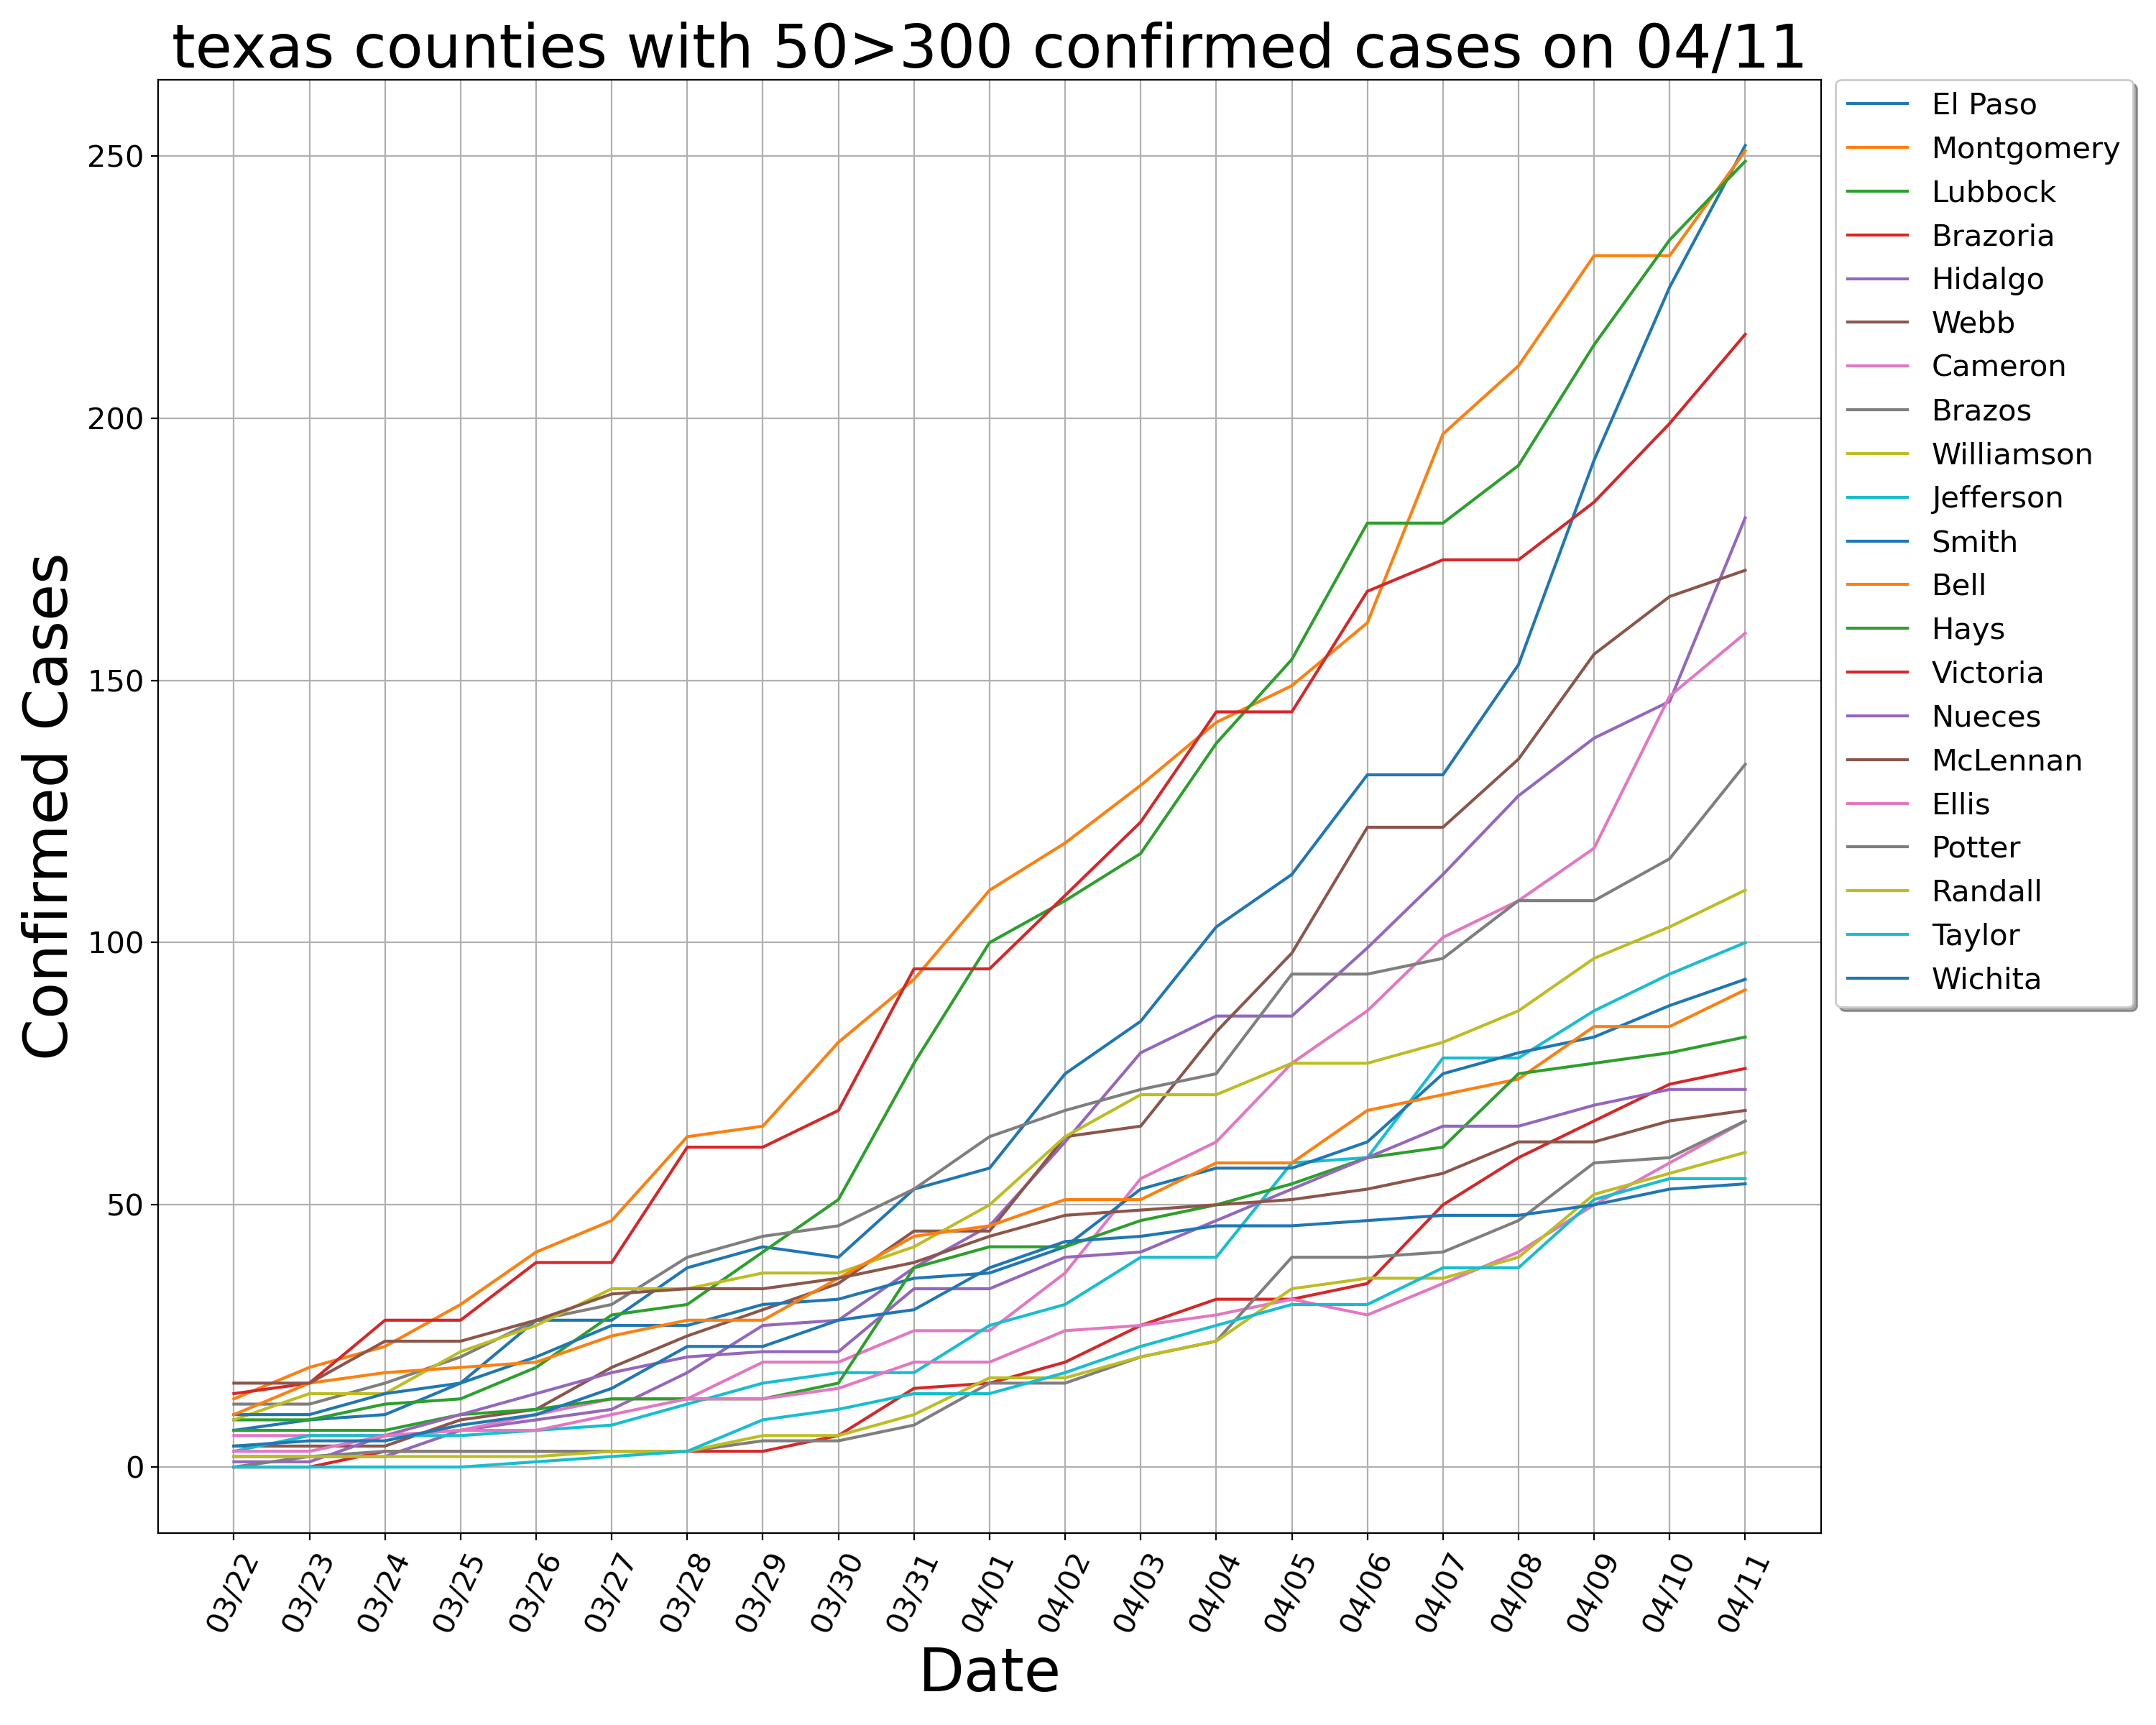 texas counties with 50>300 confirmed cases on 04/11
Confirmed Cases
250
200
150
100
50
0
03/22
03/23
03/24
03/25
03/26
03/27
03/28
03/29
03/30
03/31
04/01
04/02
04/03
04/04
04/05
04/06
04/07
04/08
04/09
04/10
04/11
Date
El Paso
Montgomery
Lubbock
Brazoria
Hidalgo
Webb
Cameron
Brazos
Williamson
Jefferson
Smith
Bell
Hays
Victoria
Nueces
McLennan
Ellis
Potter
Randall
Taylor
Wichita